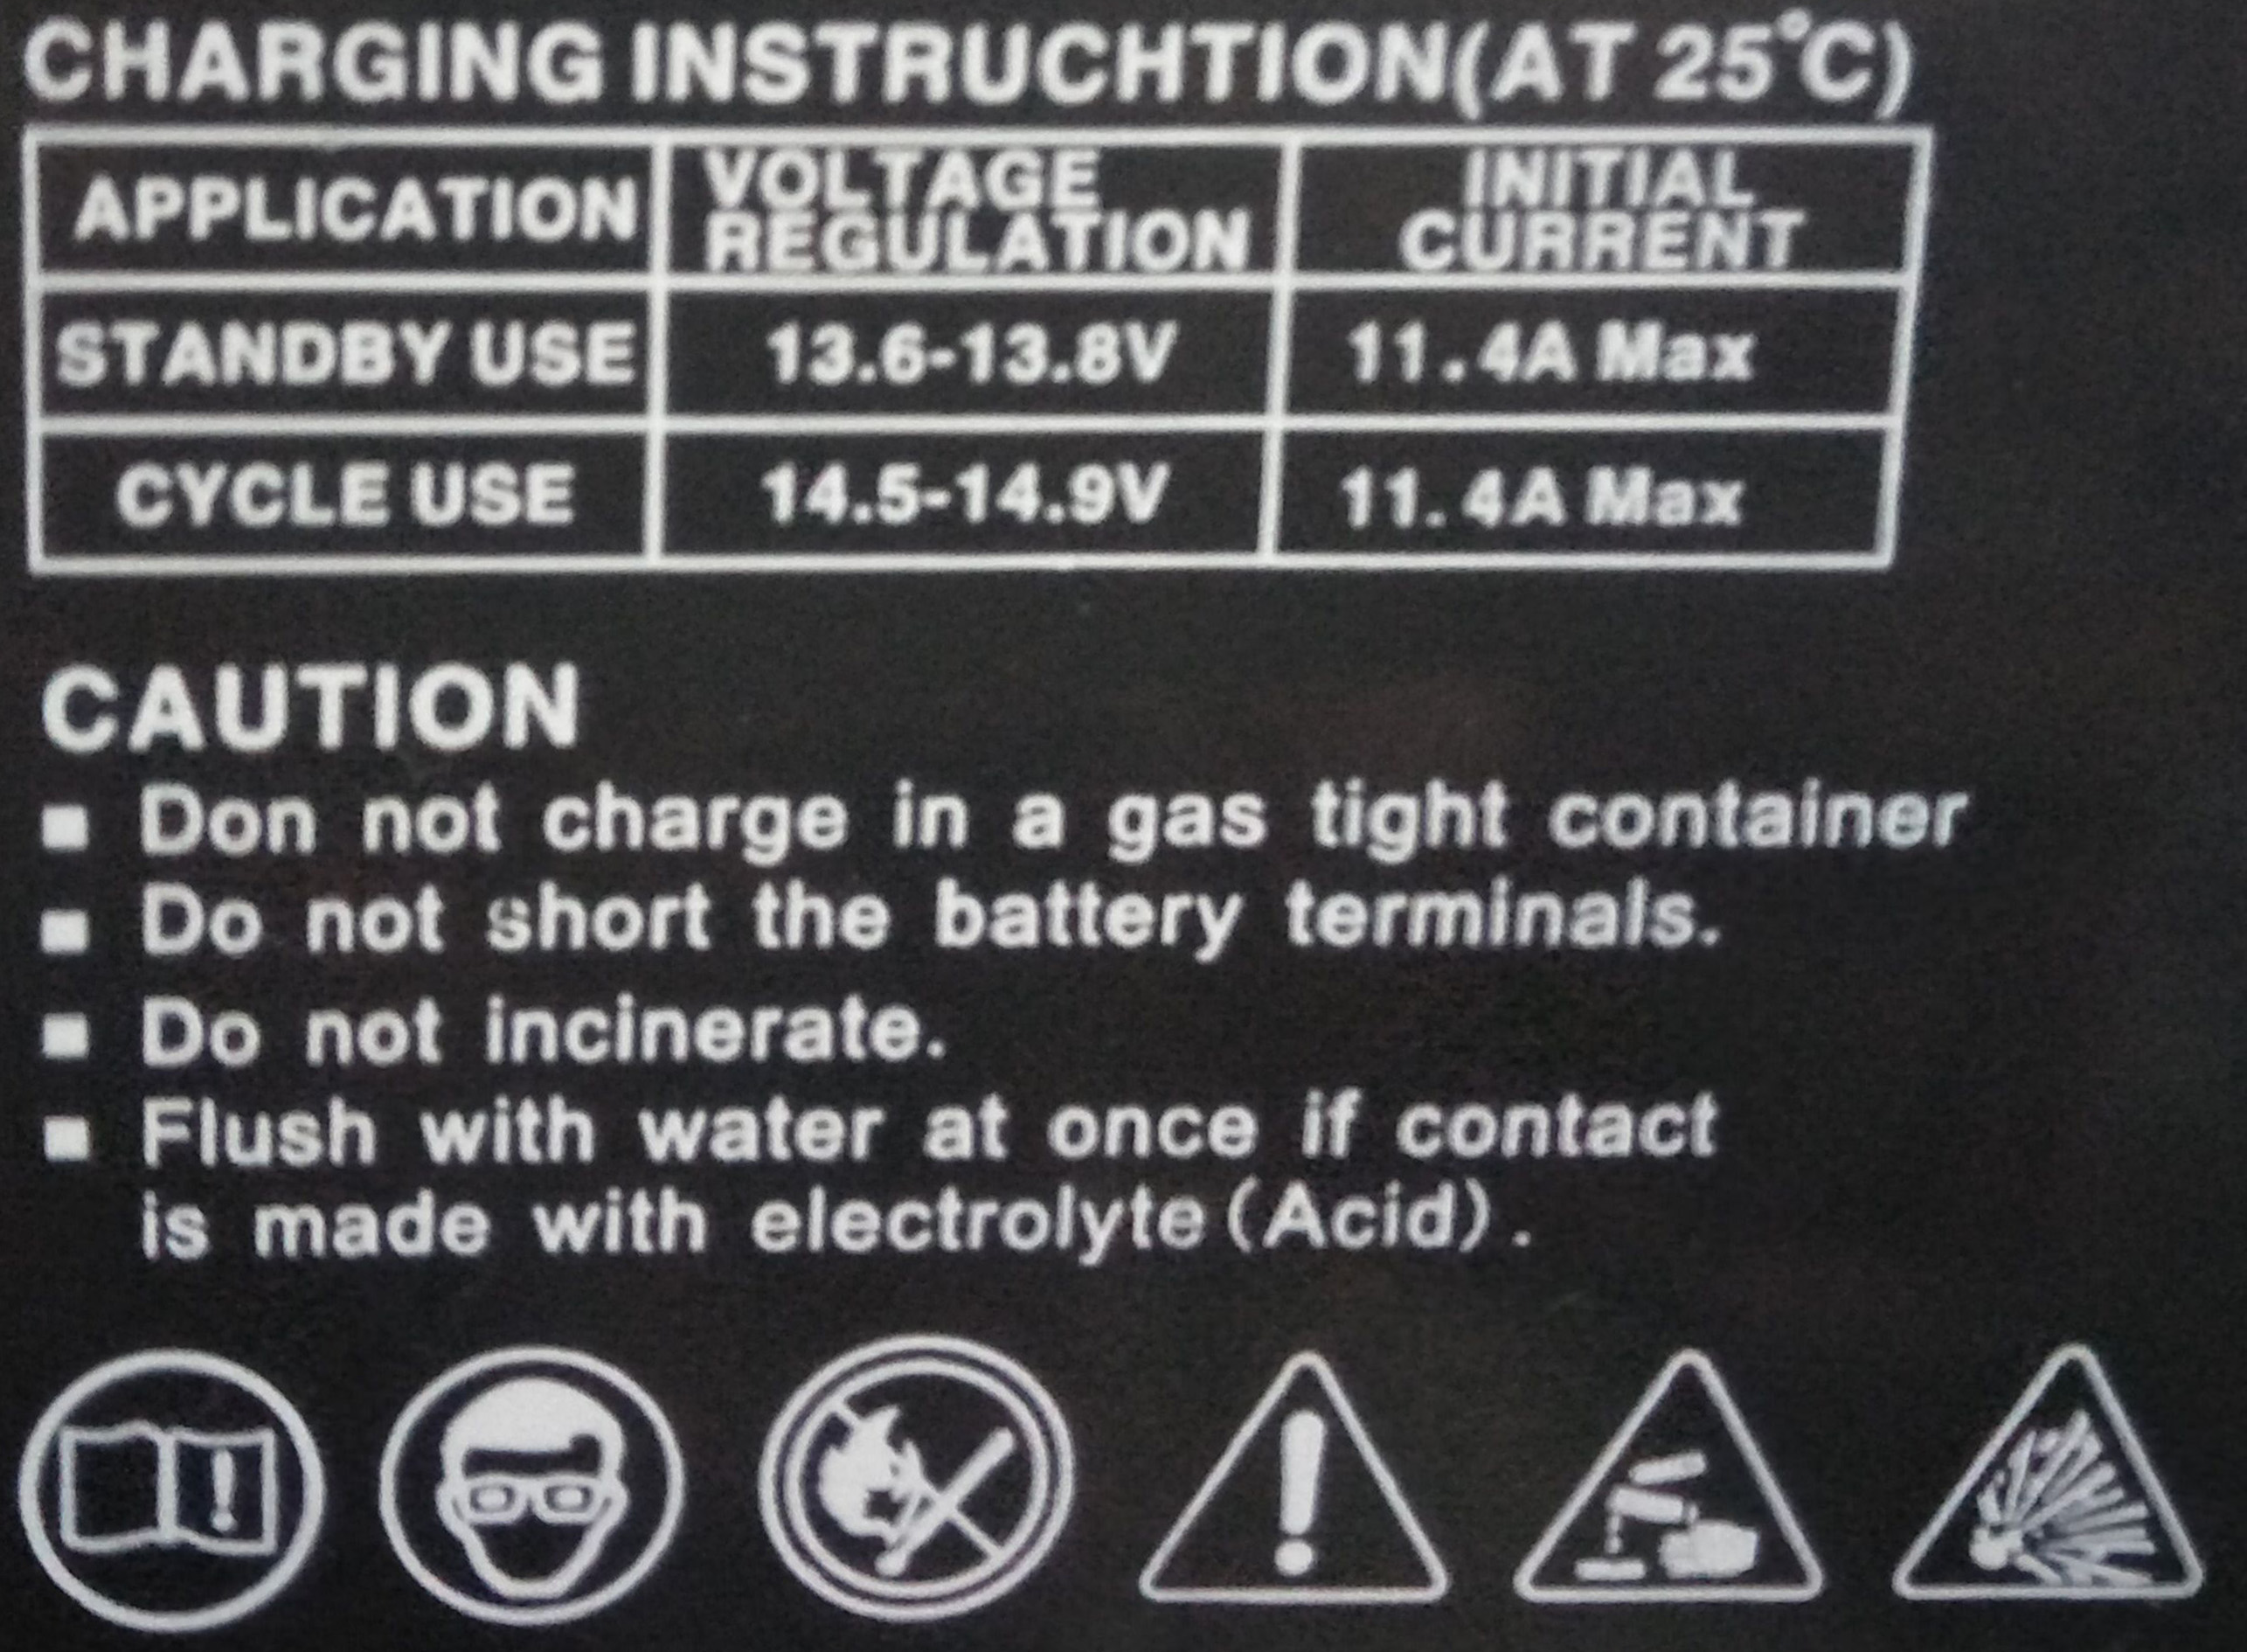 CHARGING INSTRUCHTION(AT 25°C)
APPLICATION VOLTAGE REGULATION INITIAL CURRENT
STANDBY USE 13.6-13.8V 11.4A Max
CYCLE USE 14.5-14.9V 11.4A Max
CAUTION
■ Don not charge in a gas tight container
■ Do not short the battery terminals.
■ Do not incinerate.
■ Flush with water at once if contact
is made with electrolyte(Acid).